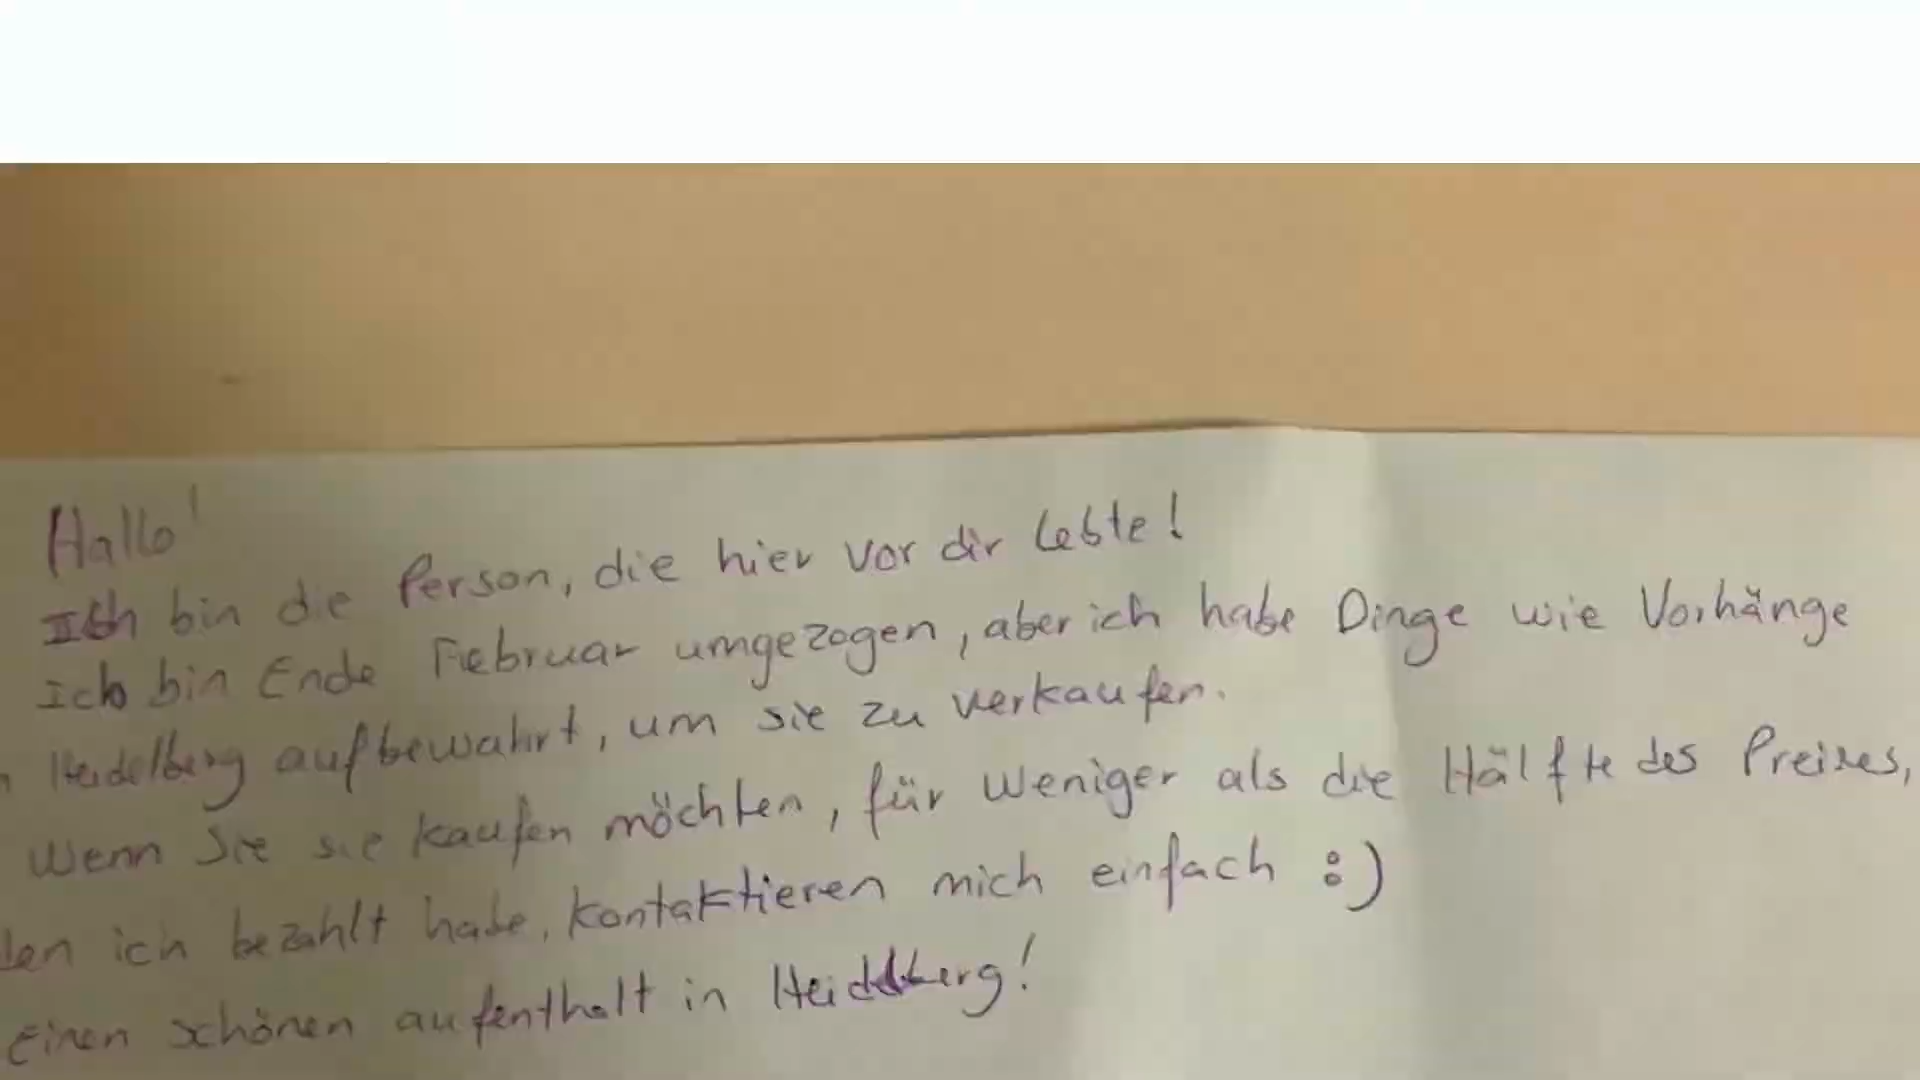 Hallo!
Ich bin die Person, die hier vor dir lebte!
Ich bin Ende Februar umgezogen, aber ich habe Dinge wie Vorhänge
n Heidelberg aufbewahrt, um sie zu verkaufen.
Wenn Sie sie kaufen möchten, für weniger als die Hälfte des Preises,
den ich bezahlt habe, kontaktieren mich einfach :)
Einen schönen aufenthalt in Heidelberg!